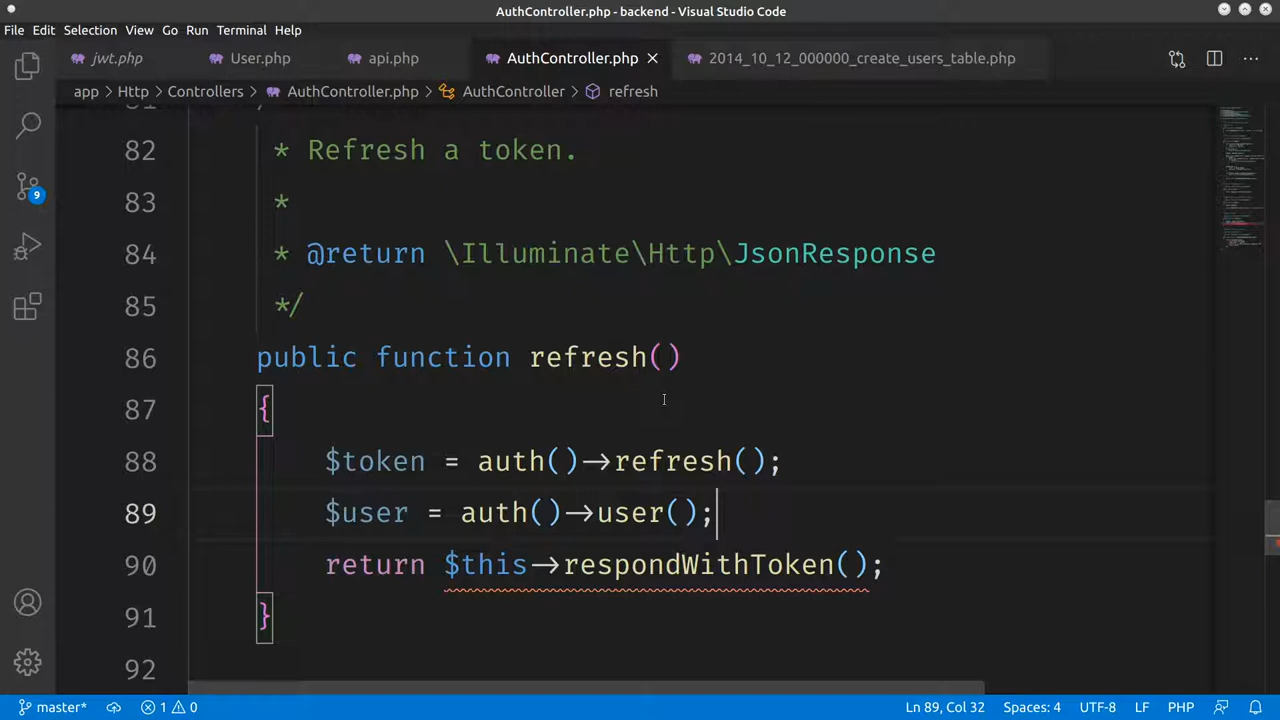 AuthController.php - backend - Visual Studio Code
File Edit Selection View Go Run Terminal Help
jwt.php User.php api.php AuthController.php 2014_10_12_000000_create_users_table.php
app > Http > Controllers > AuthController.php > AuthController > refresh
81 /
82 * Refresh a token.
83 *
84 * @return \Illuminate\Http\JsonResponse
85 */
86 public function refresh()
87 {
88 $token = auth()->refresh();
89 $user = auth()->user();
90 return $this->respondWithToken();
91 }
92
9
master* 1 0 Ln 89, Col 32 Spaces: 4 UTF-8 LF PHP